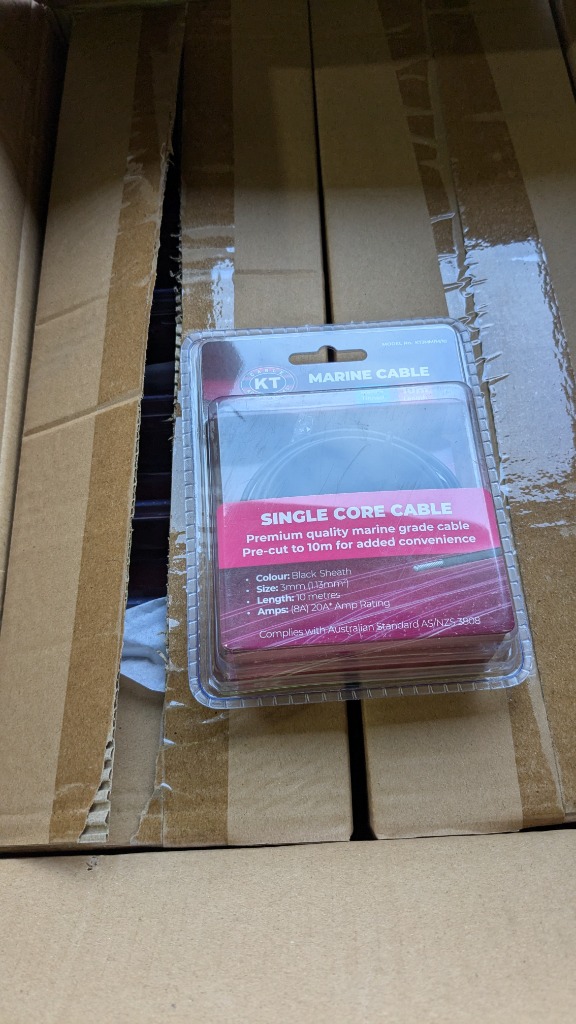 KT
MARINE CABLE
SINGLE CORE CABLE
Premium quality marine grade cable
Pre-cut to 10m for added convenience
• Colour: Black Sheath
• Size: 3mm (1.13mm²)
• Length: 10 metres
• Amps: (8A) 20A* Amp Rating
Complies with Australian Standard AS/NZS 3808